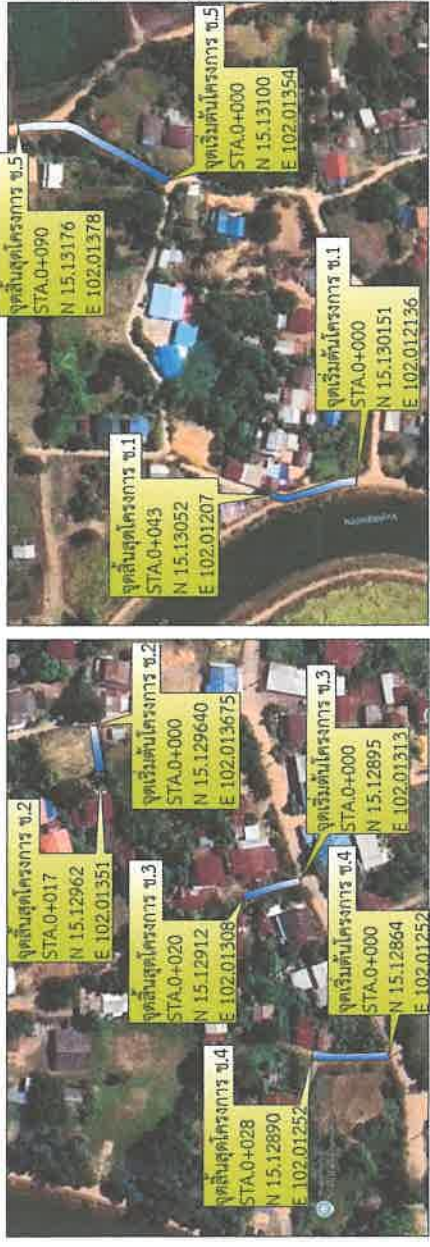 จุดสิ้นสุดโครงการ ซ.2
STA.0+017
N 15.12962
E 102.01351
จุดเริ่มต้นโครงการ ซ.2
STA.0+000
N 15.129640
E 102.013675
จุดสิ้นสุดโครงการ ซ.3
STA.0+020
N 15.12912
E 102.01308
จุดเริ่มต้นโครงการ ซ.3
STA.0+000
N 15.12895
E 102.01313
จุดสิ้นสุดโครงการ ซ.4
STA.0+028
N 15.12890
E 102.01252
จุดเริ่มต้นโครงการ ซ.4
STA.0+000
N 15.12864
E 102.01252
จุดสิ้นสุดโครงการ ซ.5
STA.0+090
N 15.13176
E 102.01378
จุดเริ่มต้นโครงการ ซ.5
STA.0+000
N 15.13100
E 102.01354
จุดสิ้นสุดโครงการ ซ.1
STA.0+043
N 15.13052
E 102.01207
จุดเริ่มต้นโครงการ ซ.1
STA.0+000
N 15.130151
E 102.012136